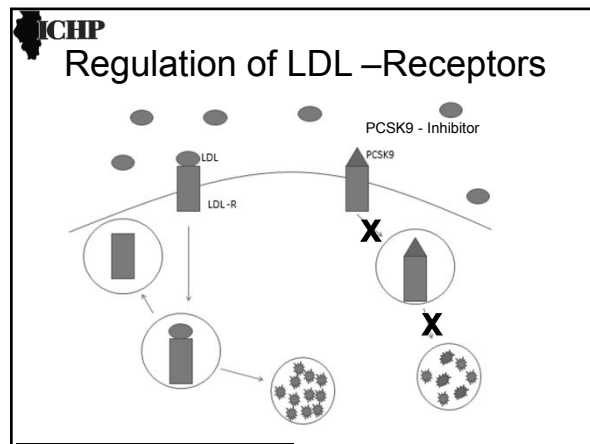 ICHP
Regulation of LDL –Receptors
PCSK9 - Inhibitor
LDL
PCSK9
LDL-R
X
X